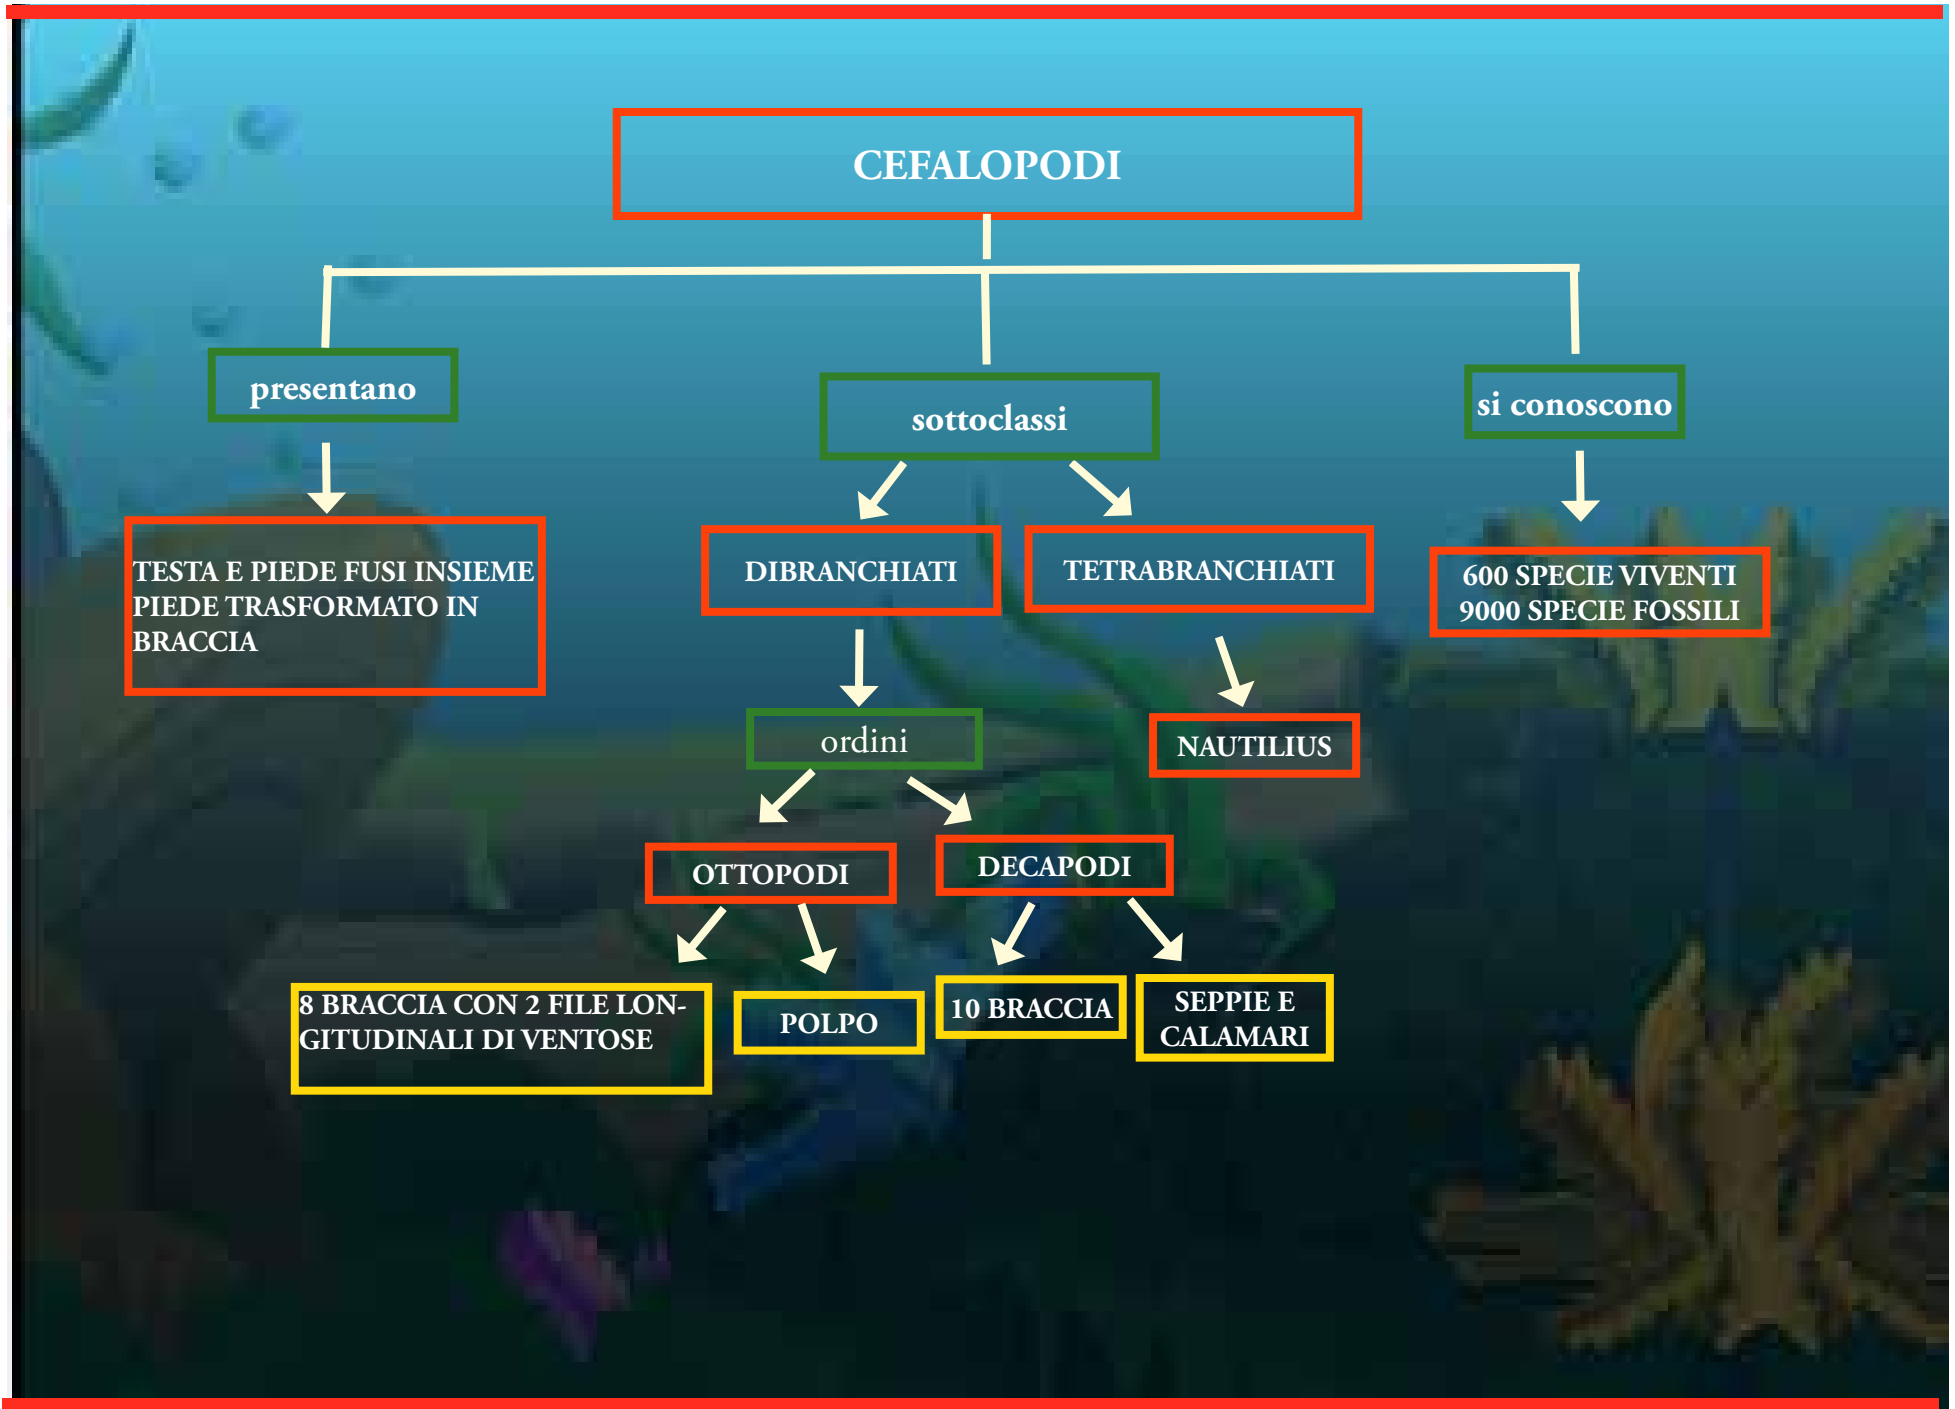 CEFALOPODI
presentano
sottoclassi
si conoscono
TESTA E PIEDE FUSI INSIEME
PIEDE TRASFORMATO IN
BRACCIA
DIBRANCHIATI
TETRABRANCHIATI
600 SPECIE VIVENTI
9000 SPECIE FOSSILI
ordini
NAUTILIUS
OTTOPODI
DECAPODI
8 BRACCIA CON 2 FILE LON-
GITUDINALI DI VENTOSE
POLPO
10 BRACCIA
SEPPIE E
CALAMARI